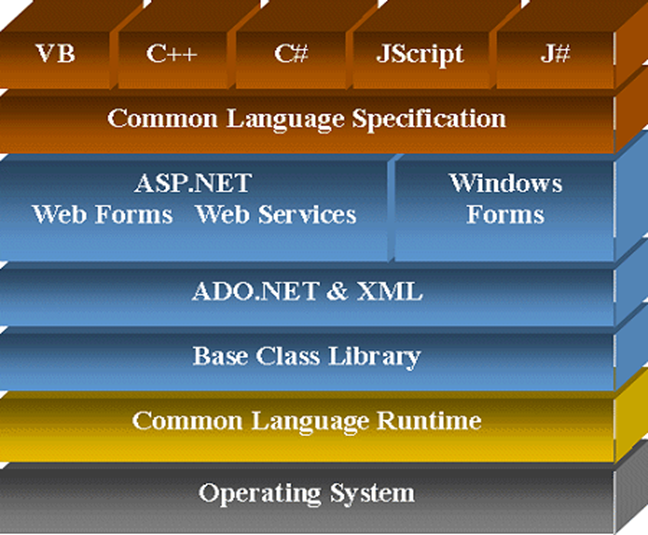 VB C++ C# JScript J#
Common Language Specification
ASP.NET Windows
Web Forms Web Services Forms
ADO.NET & XML
Base Class Library
Common Language Runtime
Operating System